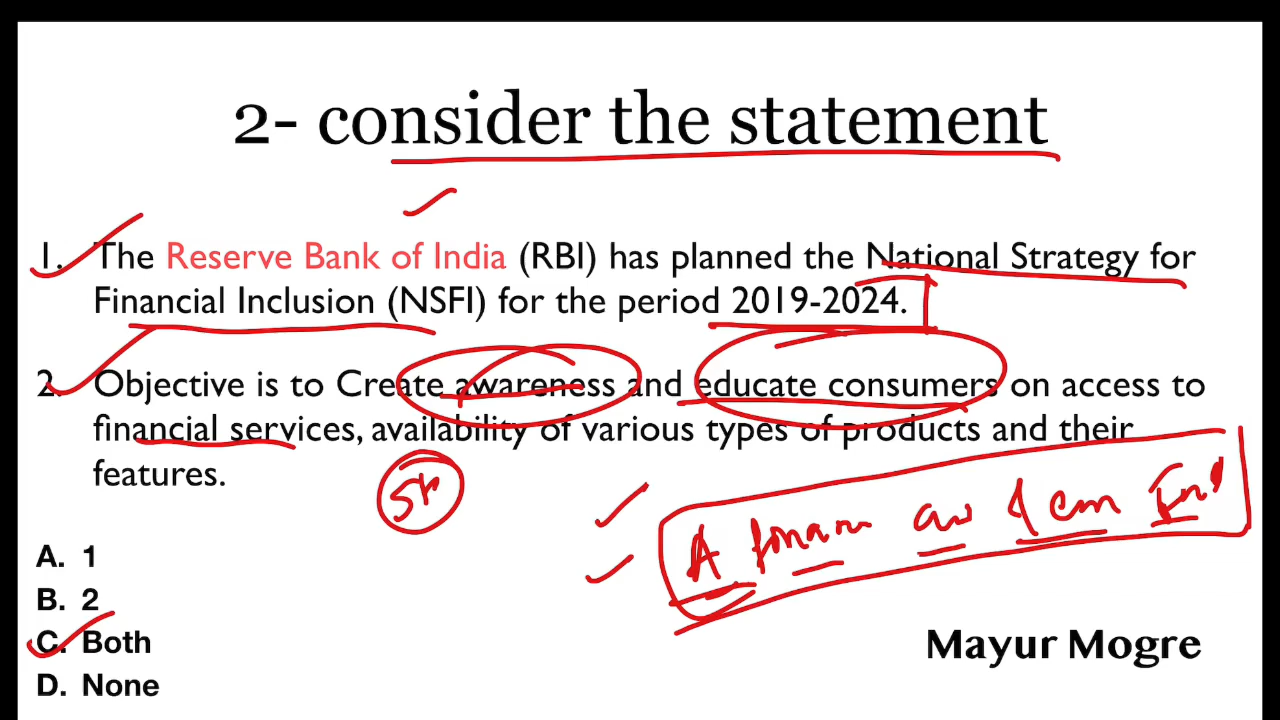 2- consider the statement
1. The Reserve Bank of India (RBI) has planned the National Strategy for
Financial Inclusion (NSFI) for the period 2019-2024.
2. Objective is to Create awareness and educate consumers on access to
financial services, availability of various types of products and their
features.
A
A. 1
B. 2
C. Both
D. None
Mayur Mogre